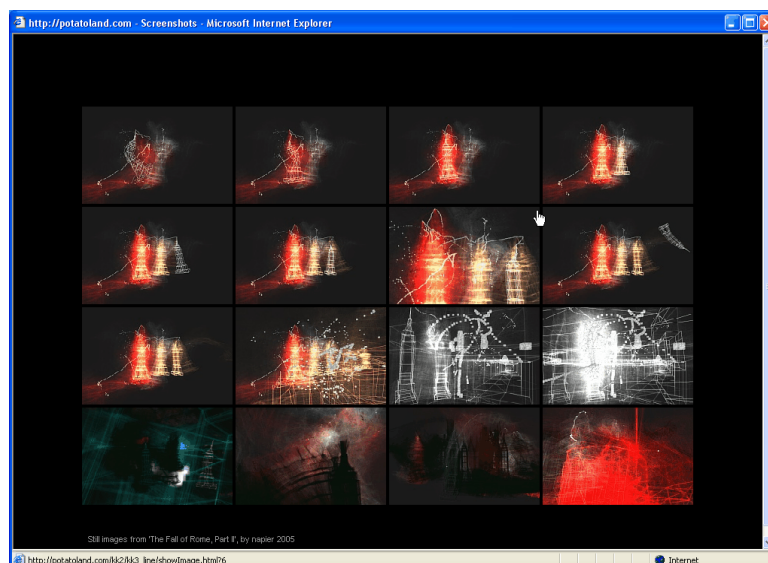 http://potatoland.com - Screenshots - Microsoft Internet Explorer
Still images from 'The Fall of Rome, Part II', by napier 2005
http://potatoland.com/kk2/kk3_line/showImage.html?6
Internet